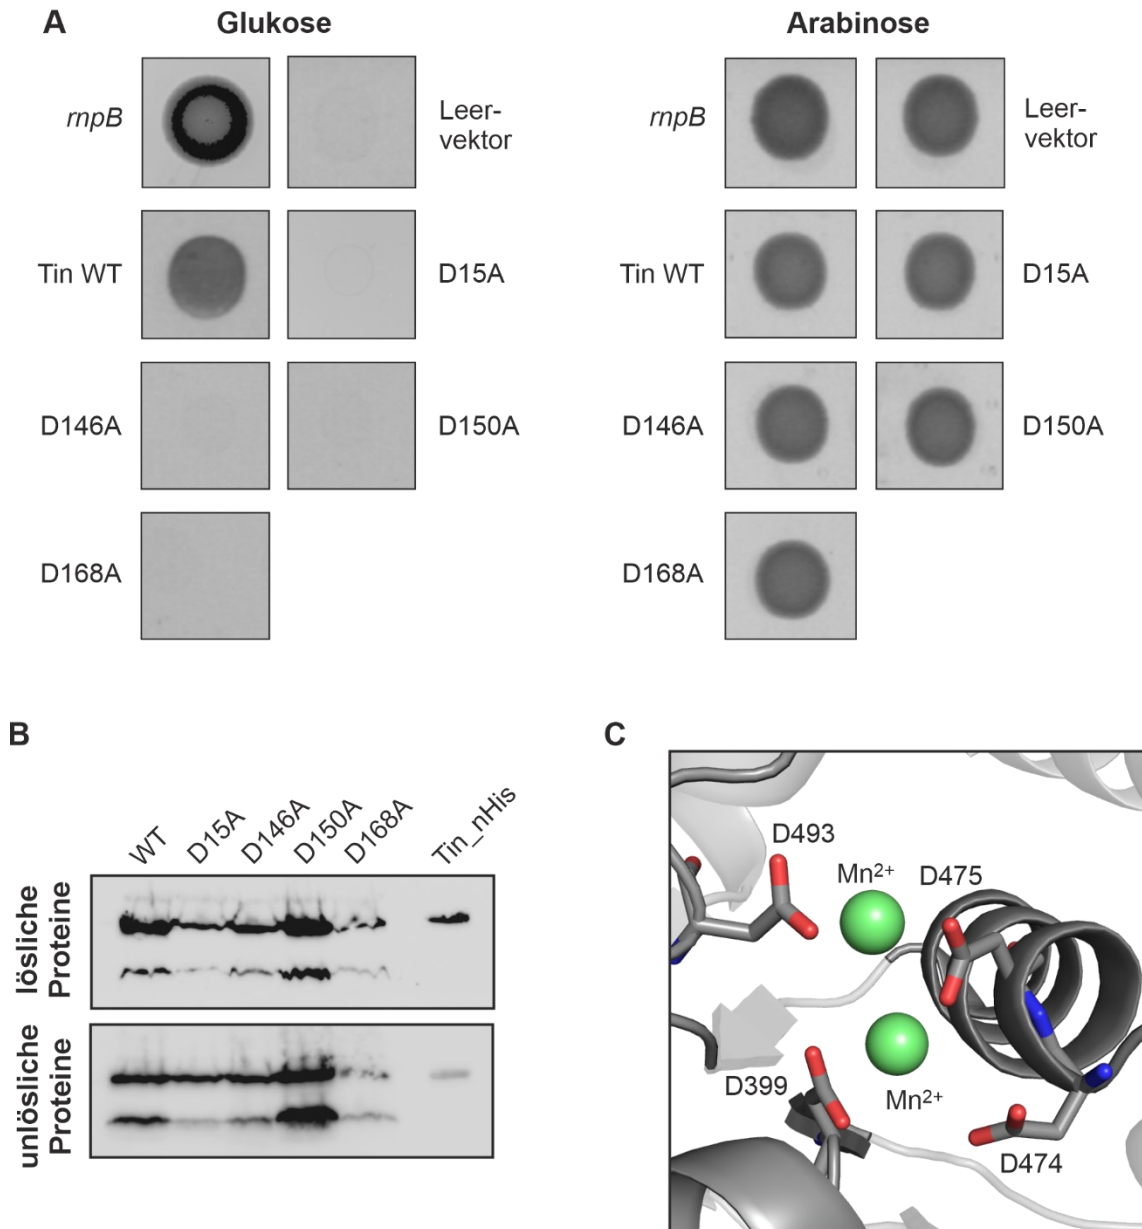 A
Glukose
Arabinose
rnpB
Leer-
vektor
rnpB
Leer-
vektor
Tin WT
D15A
Tin WT
D15A
D146A
D150A
D146A
D150A
D168A
D168A
B
C
WT
D15A
D146A
D150A
D168A
Tin_nHis
lösliche
Proteine
unlösliche
Proteine
D493
Mn²⁺
D475
D399
Mn²⁺
D474